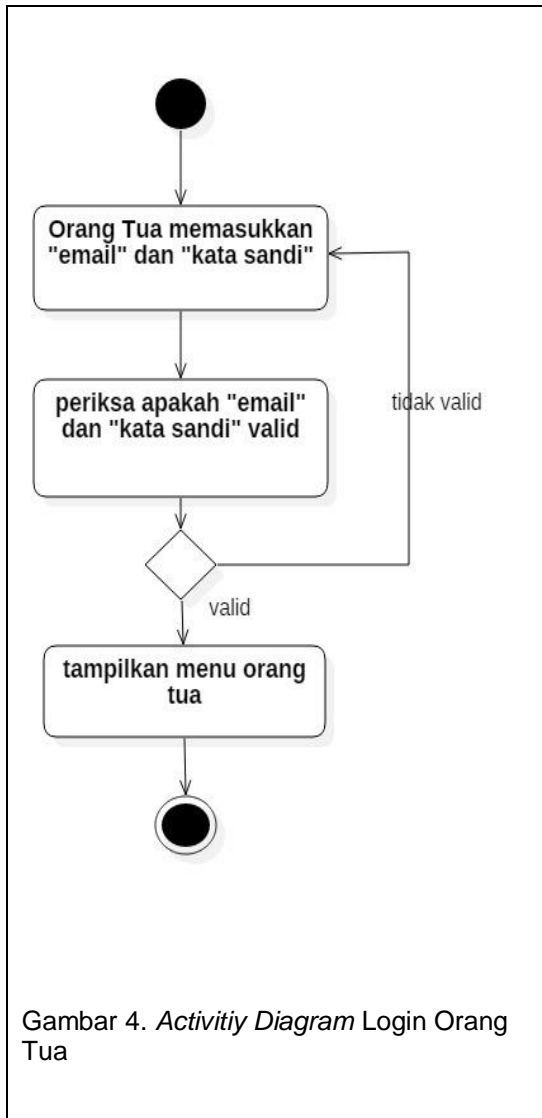 Orang Tua memasukkan
"email" dan "kata sandi"
periksa apakah "email"
dan "kata sandi" valid
tidak valid
valid
tampilkan menu orang
tua
Gambar 4. Activitiy Diagram Login Orang
Tua